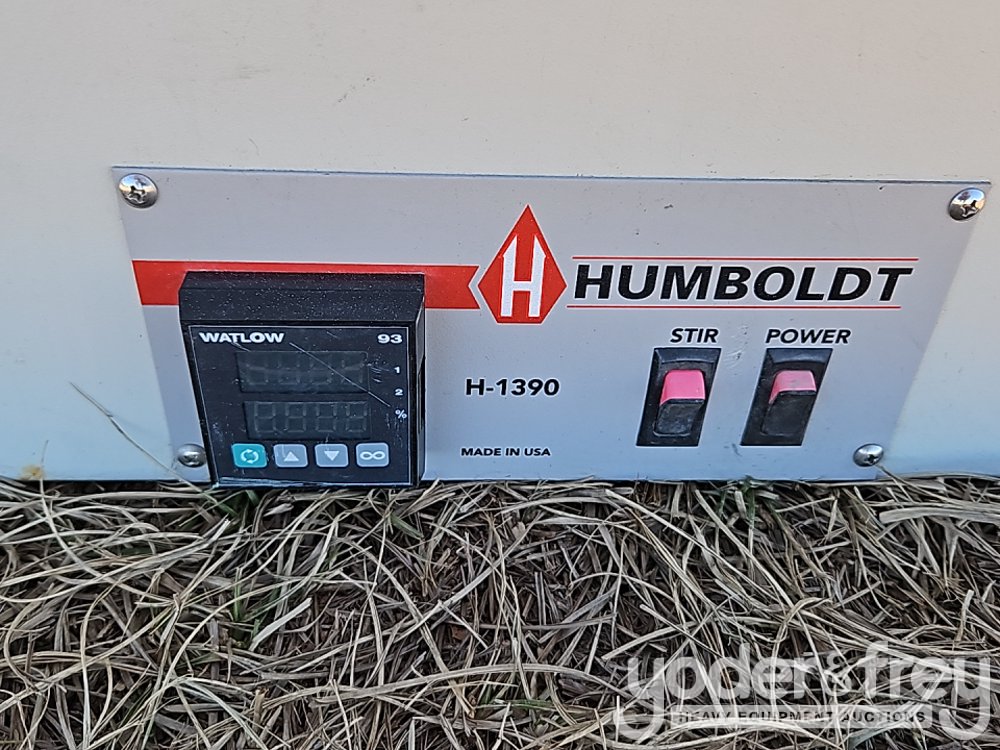 H HUMBOLDT
STIR POWER
WATLOW 93
1
2
%
H-1390
MADE IN USA
yoder&frey
HEAVY EQUIPMENT AUCTIONS